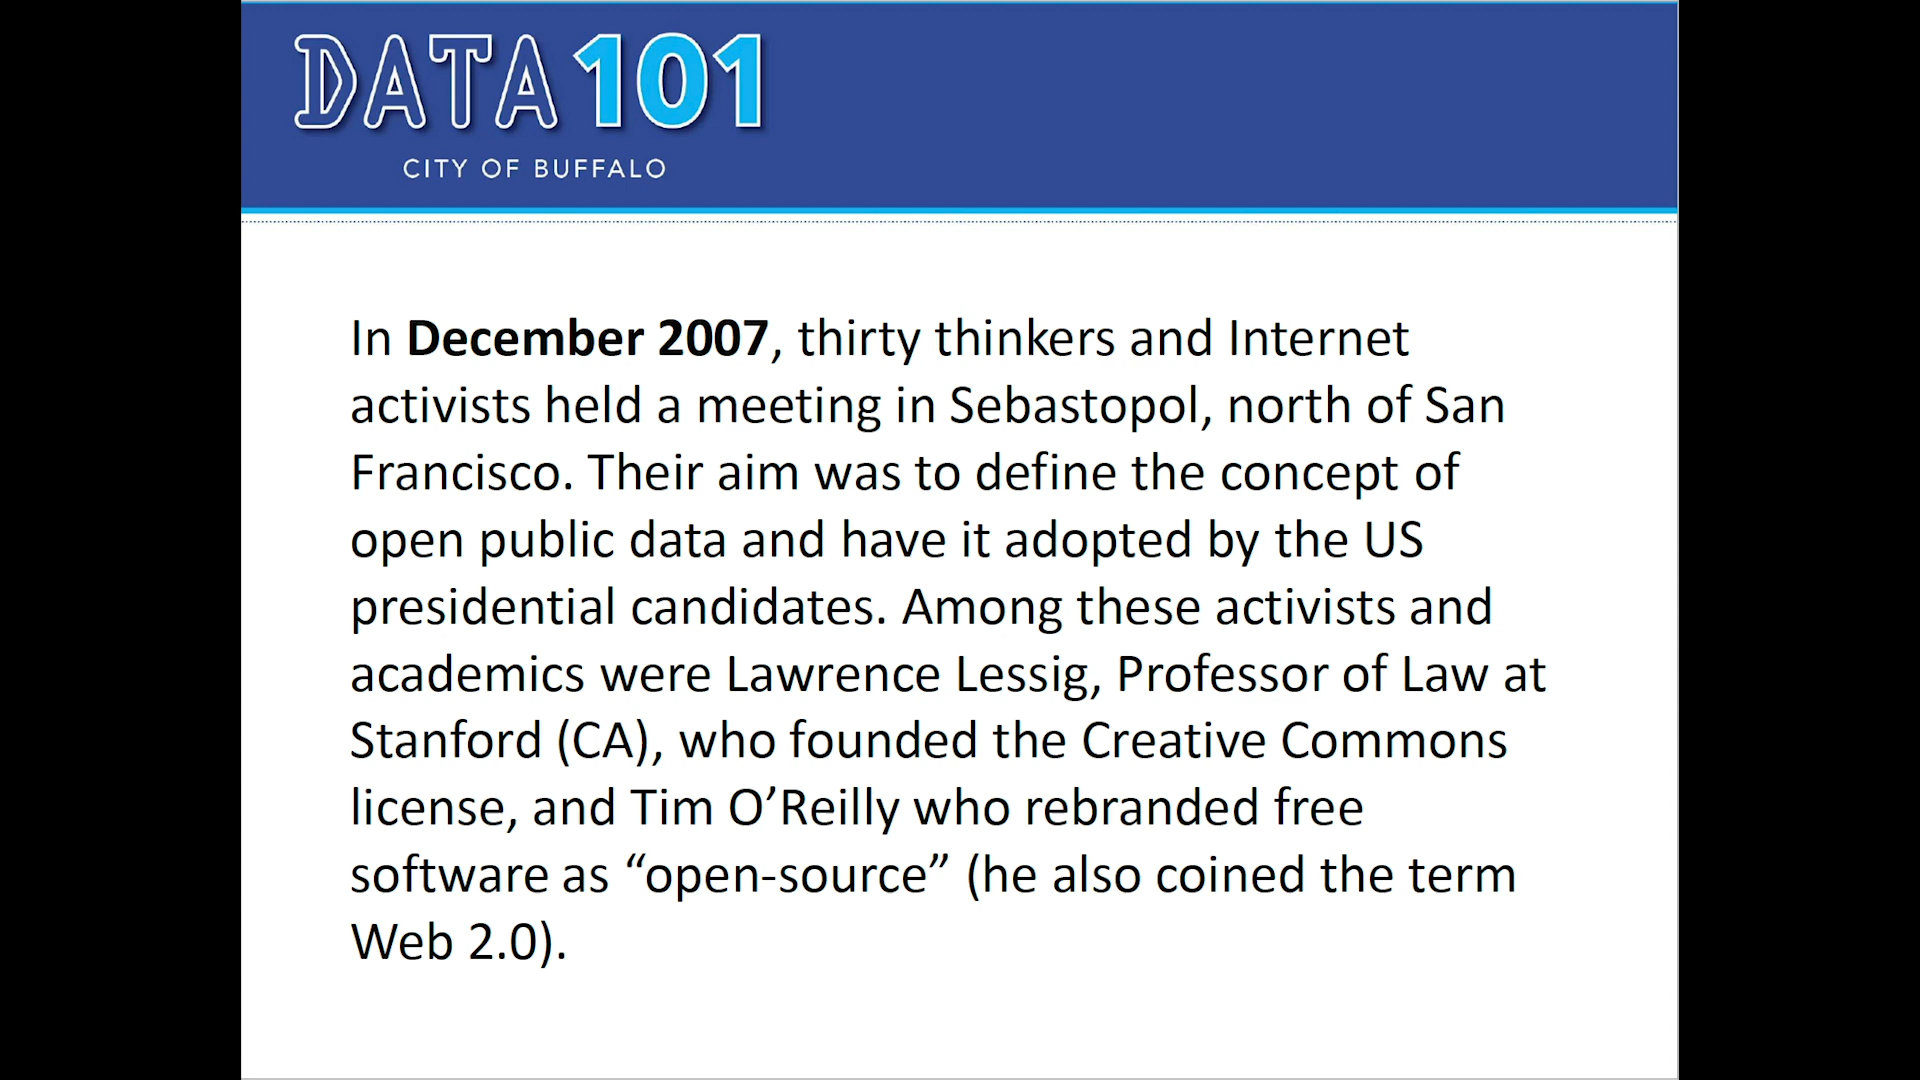 DATA 101
CITY OF BUFFALO
In December 2007, thirty thinkers and Internet
activists held a meeting in Sebastopol, north of San
Francisco. Their aim was to define the concept of
open public data and have it adopted by the US
presidential candidates. Among these activists and
academics were Lawrence Lessig, Professor of Law at
Stanford (CA), who founded the Creative Commons
license, and Tim O’Reilly who rebranded free
software as “open-source” (he also coined the term
Web 2.0).